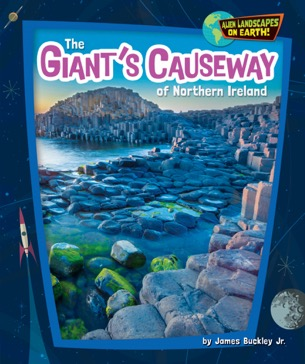 ALIEN LANDSCAPES
ON EARTH!
The
GIANT'S CAUSEWAY
of Northern Ireland
by James Buckley Jr.